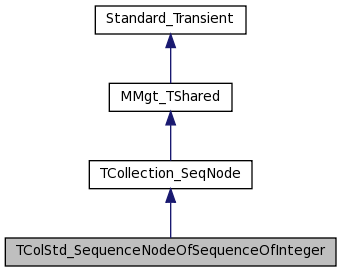 Standard_Transient
MMgt_TShared
TCollection_SeqNode
TColStd_SequenceNodeOfSequenceOfInteger